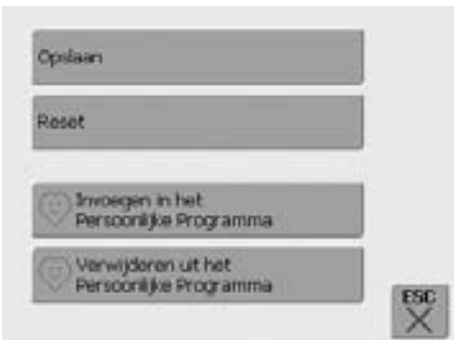 Opslaan
Reset
Invoegen in het
Persoonlijke Programma
Verwijderen uit het
Persoonlijke Programma
ESC